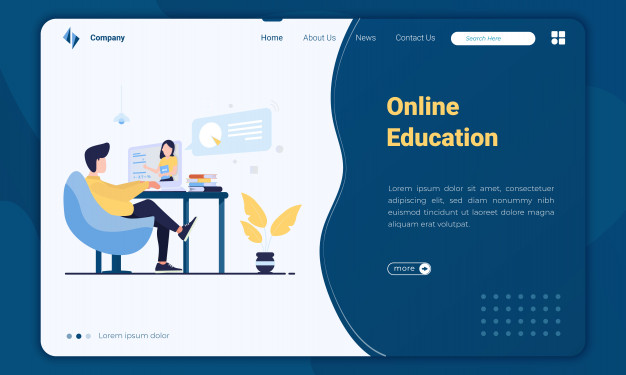 Company
Home About Us News Contact Us Search Here
Online
Education
Lorem ipsum dolor sit amet, consectetuer
adipiscing elit, sed diam nonummy nibh
euismod tincidunt ut laoreet dolore magna
aliquam erat volutpat.
more
Lorem ipsum dolor